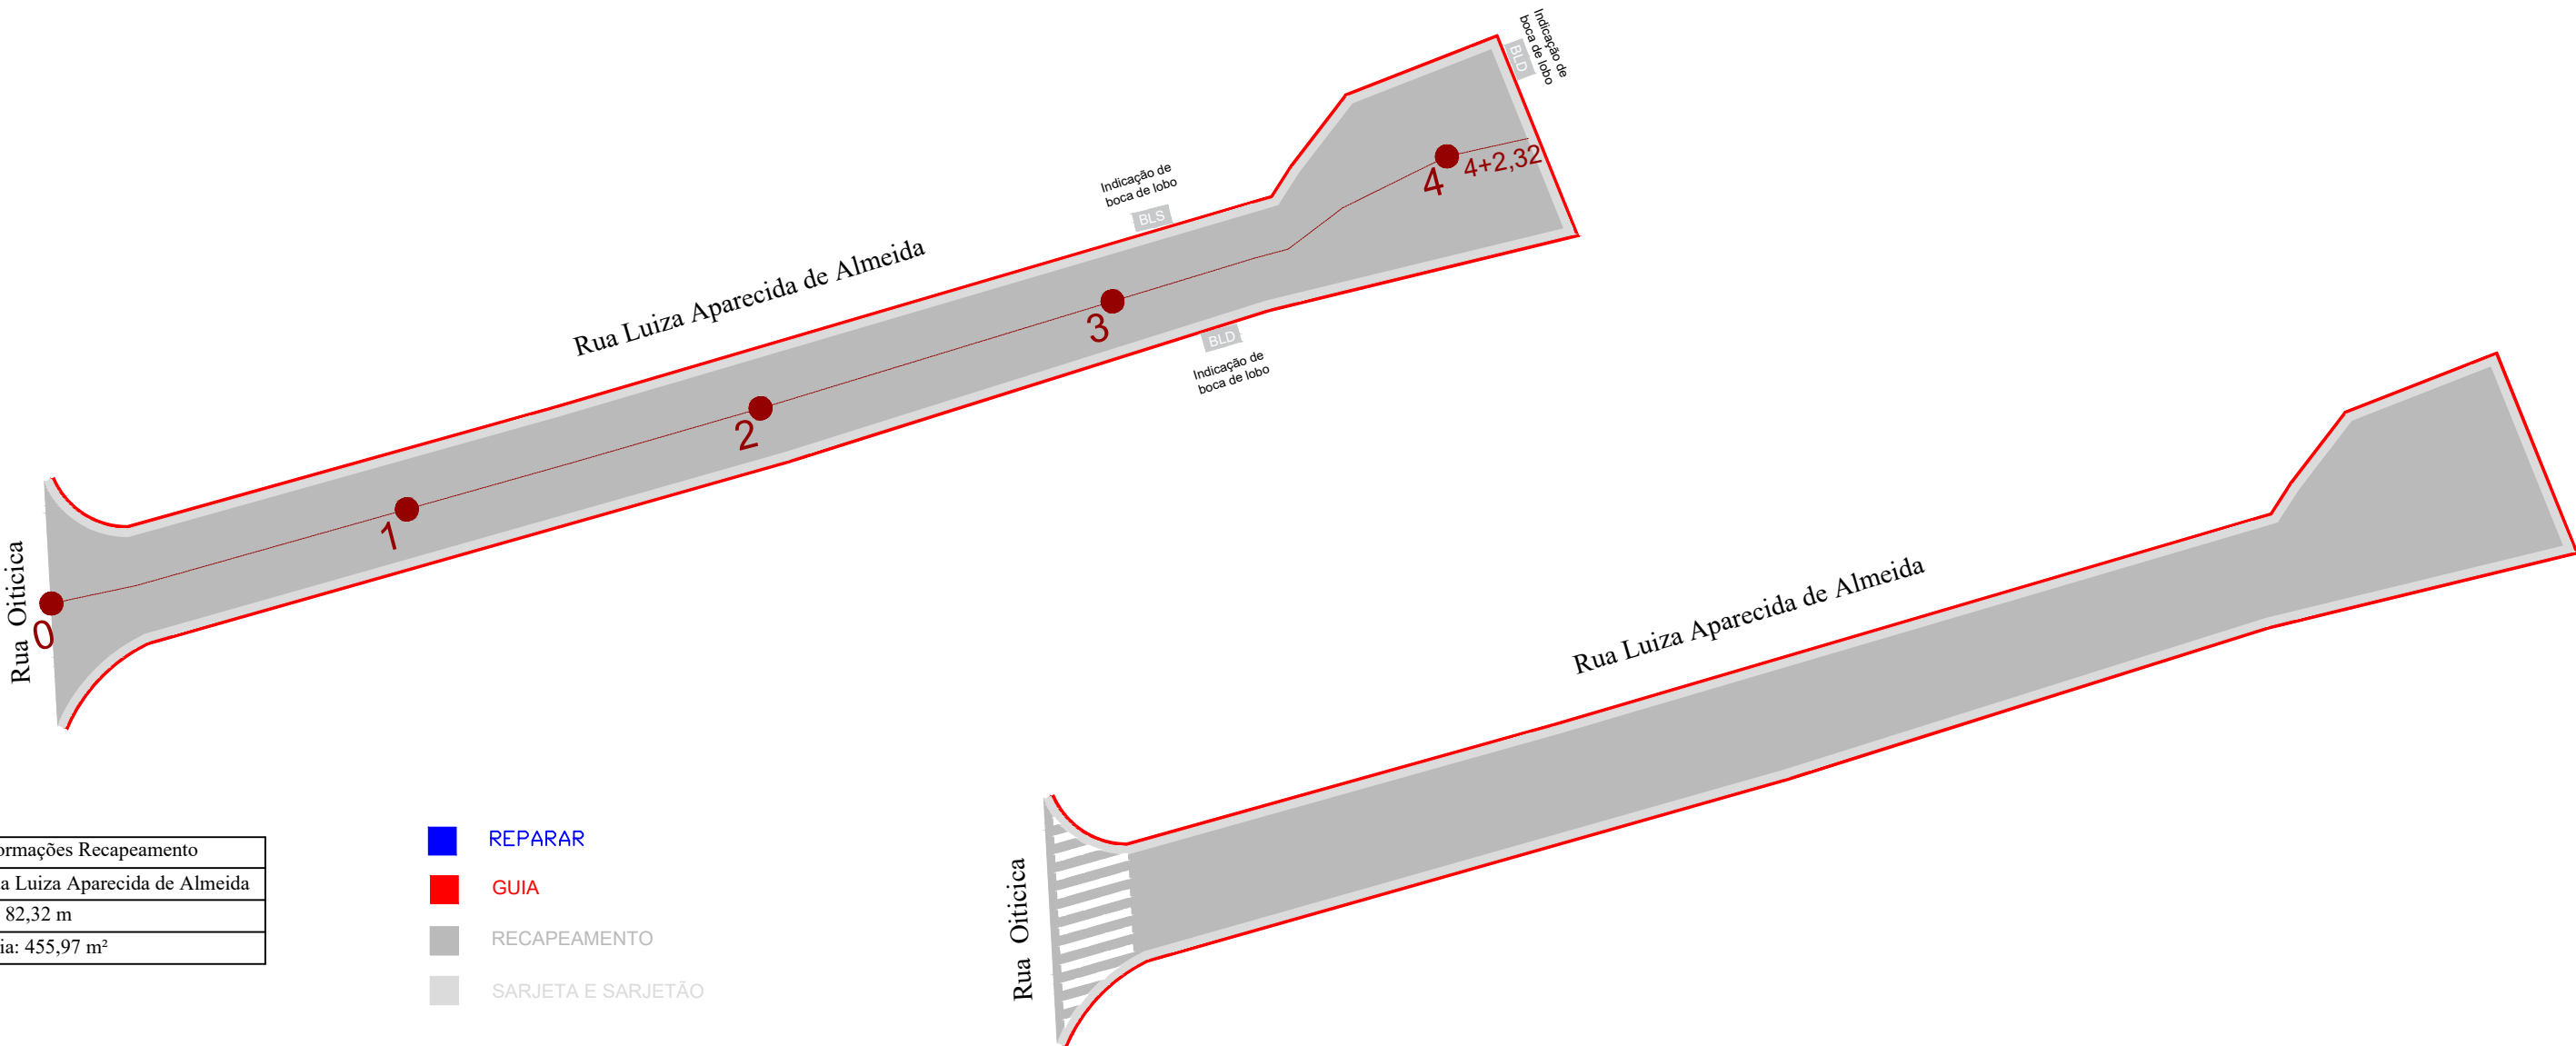 Indicação de
boca de lobo
BLD
Indicação de
boca de lobo
BLS
4
4+2,32
Rua Luiza Aparecida de Almeida
3
BLD
Indicação de
boca de lobo
2
1
Rua Oiticica
0
Rua Luiza Aparecida de Almeida
Rua Oiticica
ormações Recapeamento
a Luiza Aparecida de Almeida
82,32 m
ia: 455,97 m²
REPARAR
GUIA
RECAPEAMENTO
SARJETA E SARJETÃO